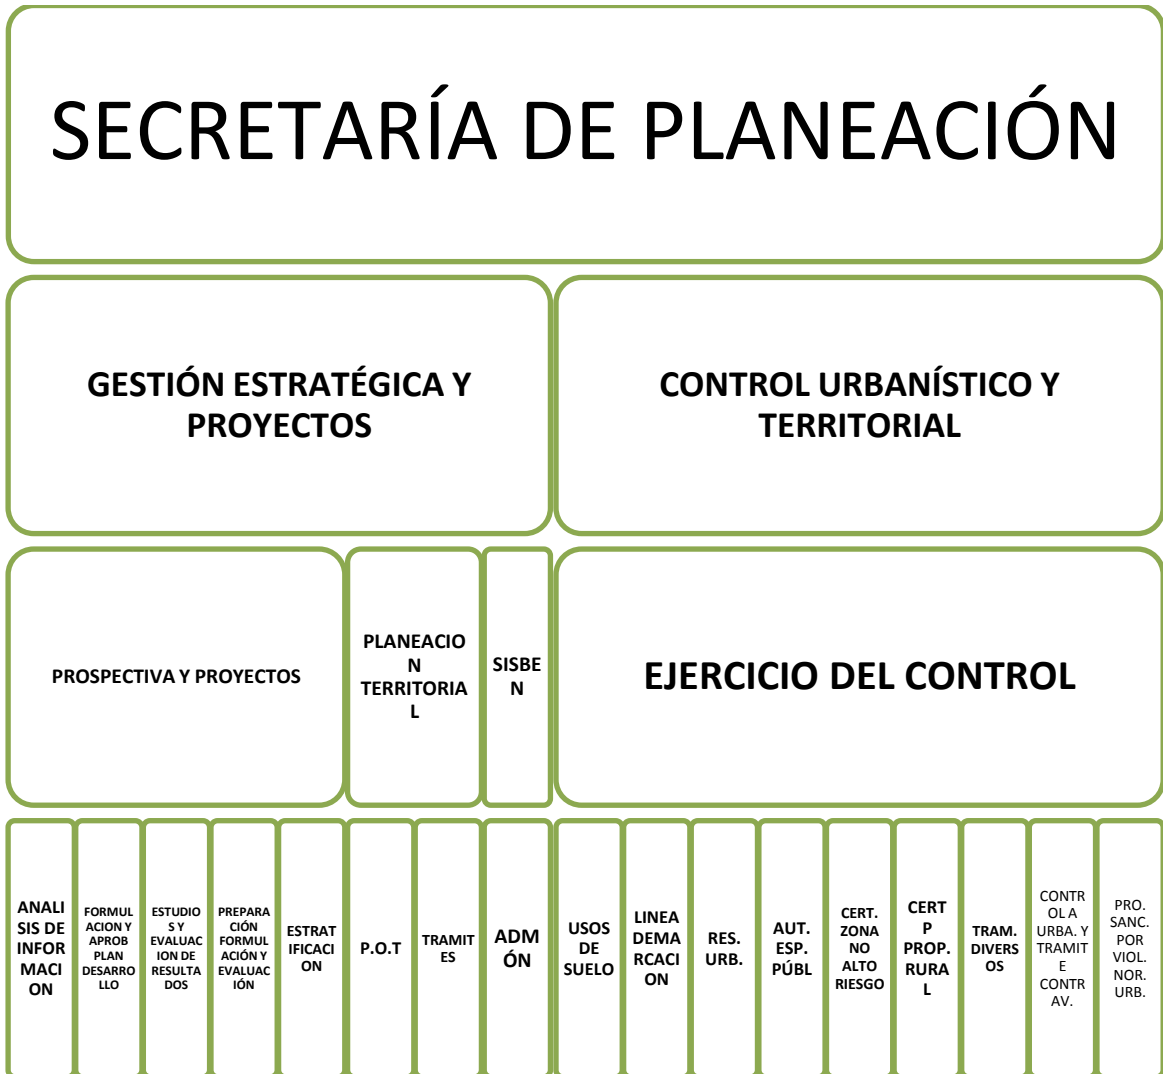 SECRETARÍA DE PLANEACIÓN
GESTIÓN ESTRATÉGICA Y
PROYECTOS
CONTROL URBANÍSTICO Y
TERRITORIAL
PROSPECTIVA Y PROYECTOS
PLANEACIO
N
TERRITORIA
L
SISBE
N
EJERCICIO DEL CONTROL
ANALI
SIS DE
INFOR
MACI
ON
FORMUL
ACION Y
APROB
PLAN
DESARRO
LLO
ESTUDIO
S Y
EVALUAC
ION DE
RESULTA
DOS
PREPARA
CIÓN
FORMUL
ACIÓN Y
EVALUAC
IÓN
ESTRAT
IFICACI
ON
P.O.T
TRAMIT
ES
ADM
ÓN
USOS
DE
SUELO
LINEA
DEMA
RCACI
ON
RES.
URB.
AUT.
ESP.
PÚBL
CERT.
ZONA
NO
ALTO
RIESGO
CERT
P
PROP.
RURA
L
TRAM.
DIVERS
OS
CONTR
OL A
URBA. Y
TRAMIT
E
CONTR
AV.
PRO.
SANC.
POR
VIOL.
NOR.
URB.